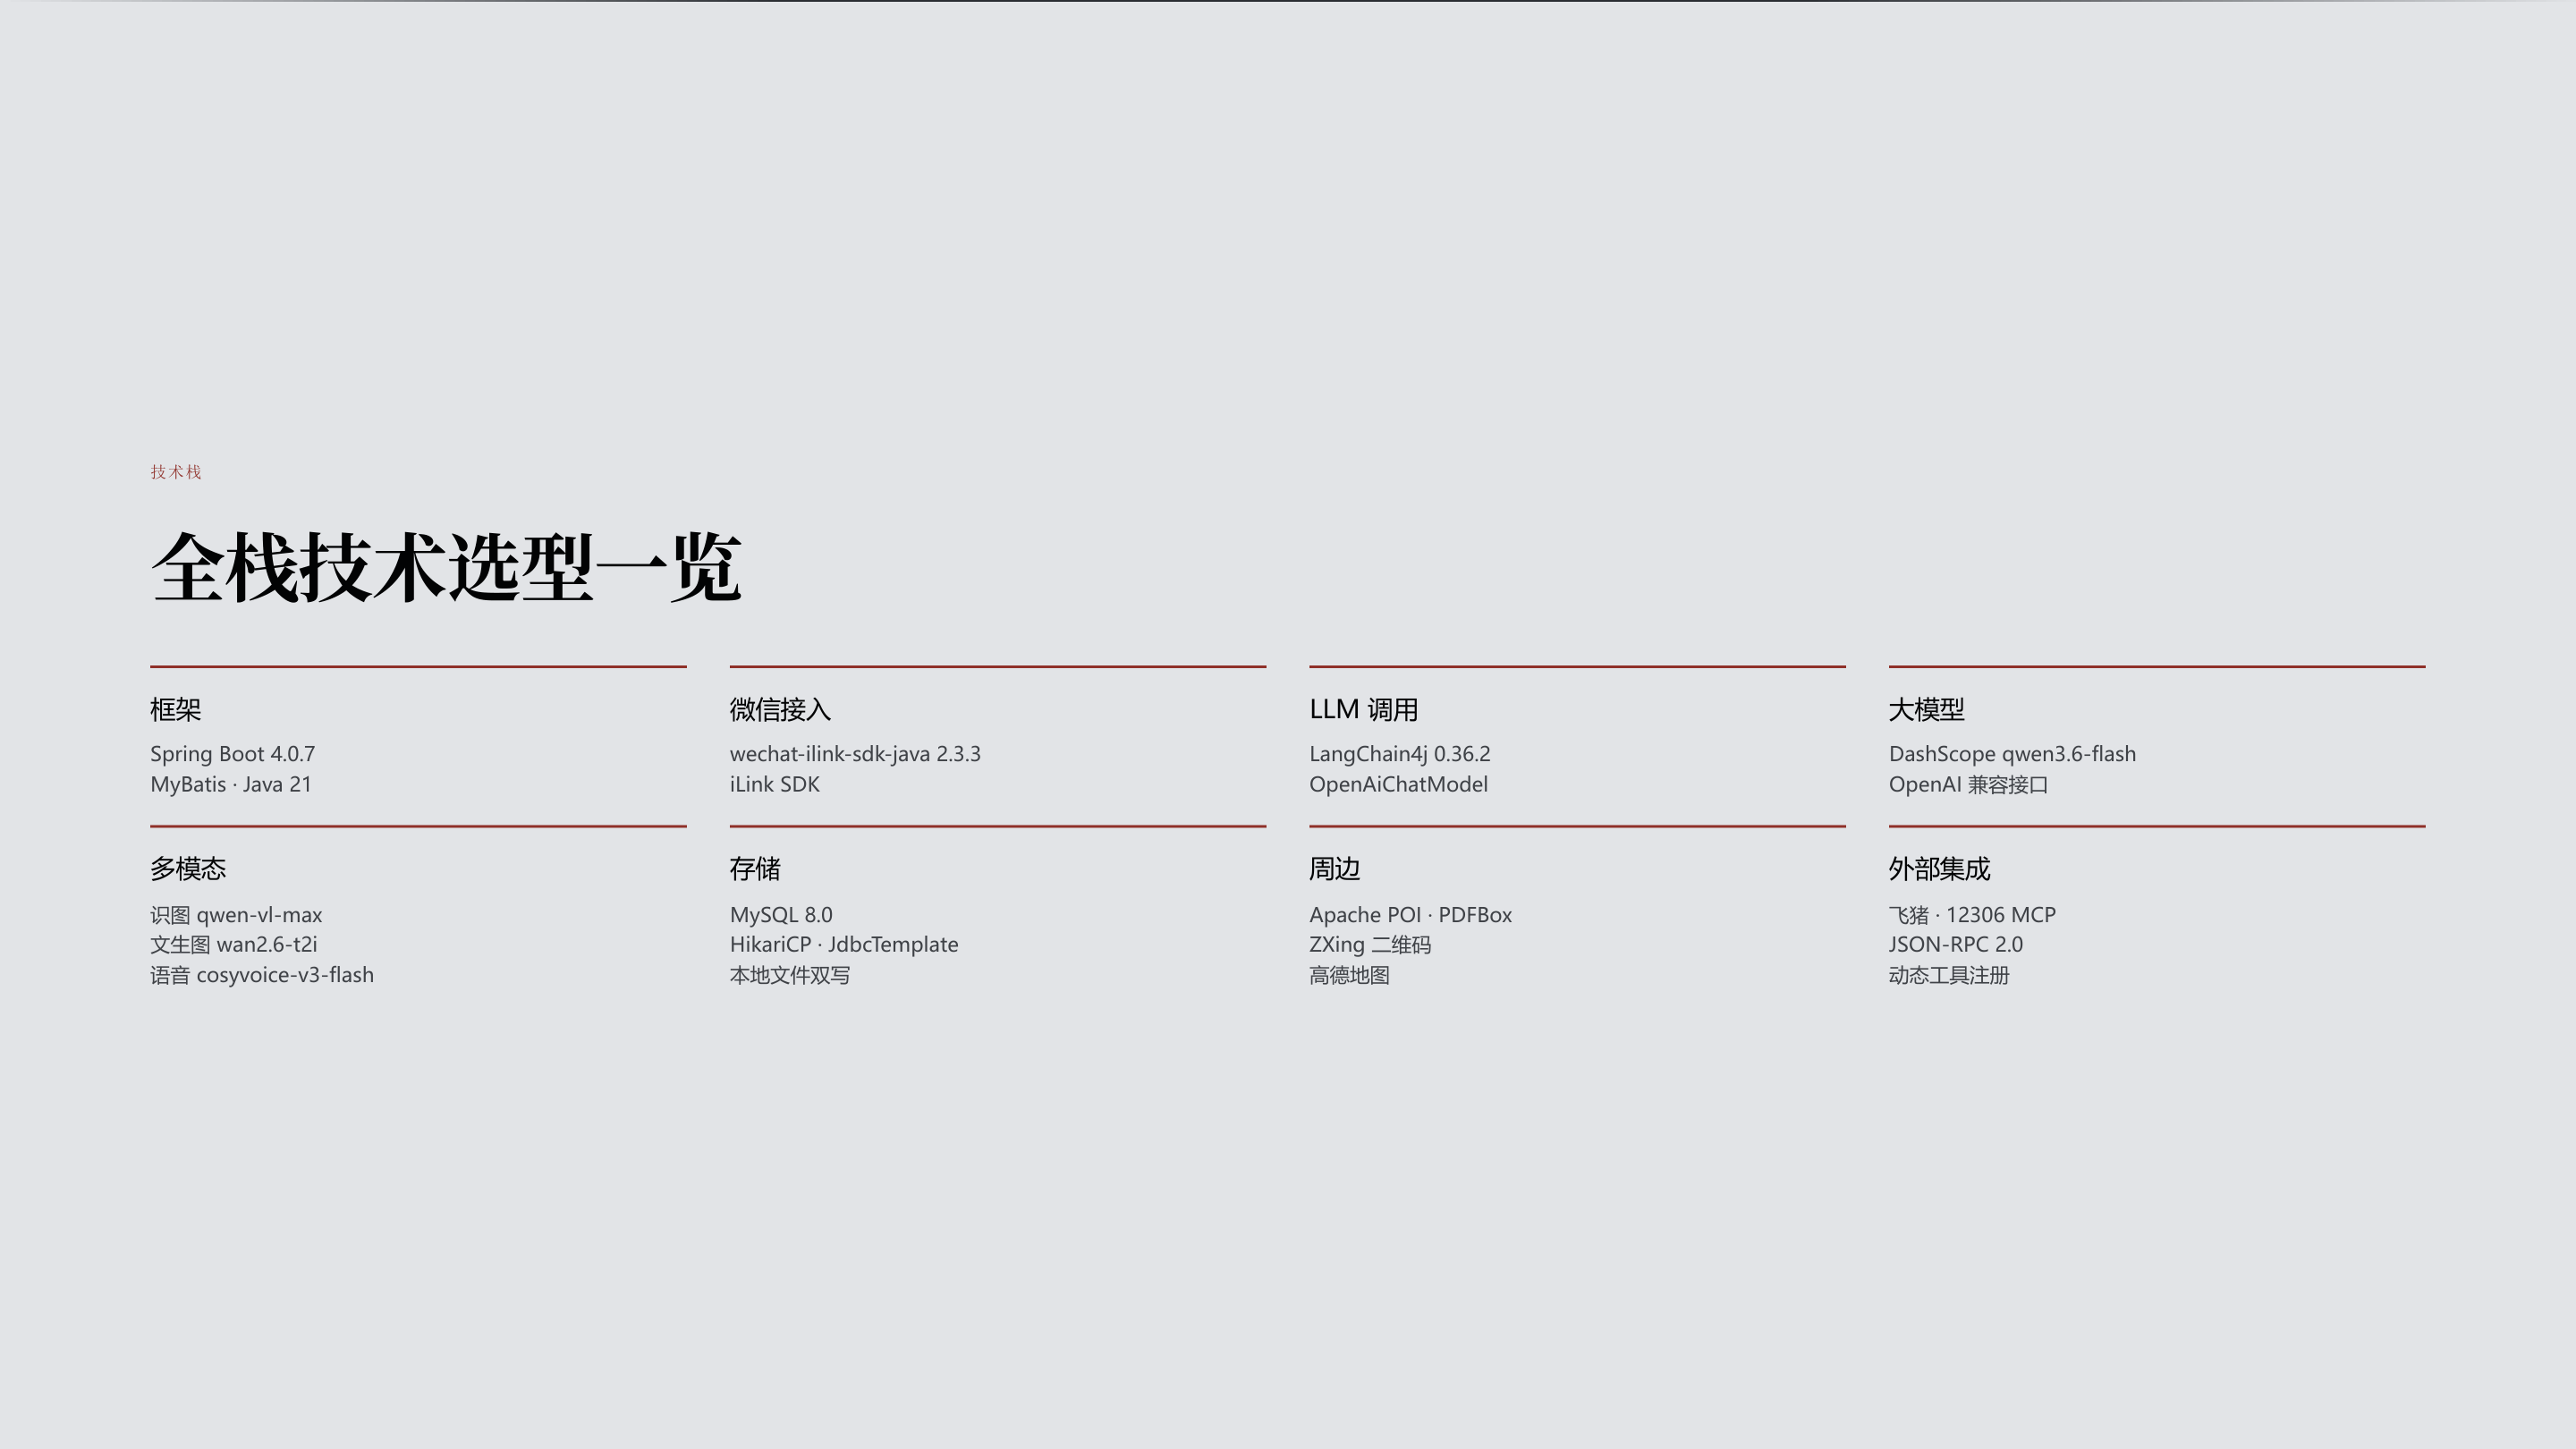 技术栈
全栈技术选型一览
框架
Spring Boot 4.0.7
MyBatis · Java 21
微信接入
wechat-ilink-sdk-java 2.3.3
iLink SDK
LLM 调用
LangChain4j 0.36.2
OpenAiChatModel
大模型
DashScope qwen3.6-flash
OpenAI 兼容接口
多模态
识图 qwen-vl-max
文生图 wan2.6-t2i
语音 cosyvoice-v3-flash
存储
MySQL 8.0
HikariCP · JdbcTemplate
本地文件双写
周边
Apache POI · PDFBox
ZXing 二维码
高德地图
外部集成
飞猪 · 12306 MCP
JSON-RPC 2.0
动态工具注册